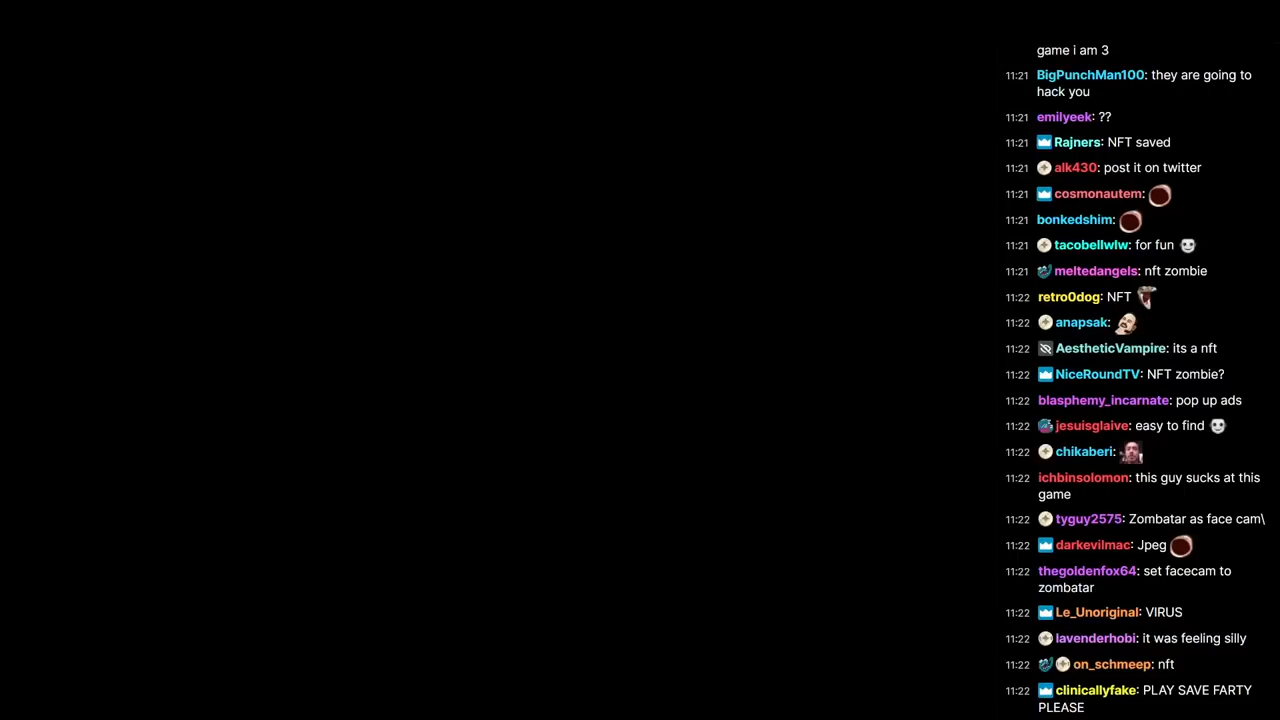 game i am 3
11:21 BigPunchMan100: they are going to
hack you
11:21 emilyeek: ??
11:21 Rajners: NFT saved
11:21 alk430: post it on twitter
11:21 cosmonautem:
11:21 bonkedshim:
11:21 tacobellwlw: for fun
11:21 meltedangels: nft zombie
11:22 retro0dog: NFT
11:22 anapsak:
11:22 AestheticVampire: its a nft
11:22 NiceRoundTV: NFT zombie?
11:22 blasphemy_incarnate: pop up ads
11:22 jesuisglaive: easy to find
11:22 chikaberi:
11:22 ichbinsolomon: this guy sucks at this
game
11:22 tyguy2575: Zombatar as face cam\
11:22 darkevilmac: Jpeg
11:22 thegoldenfox64: set facecam to
zombatar
11:22 Le_Unoriginal: VIRUS
11:22 lavenderhobi: it was feeling silly
11:22 on_schmeep: nft
11:22 clinicallyfake: PLAY SAVE FARTY
PLEASE